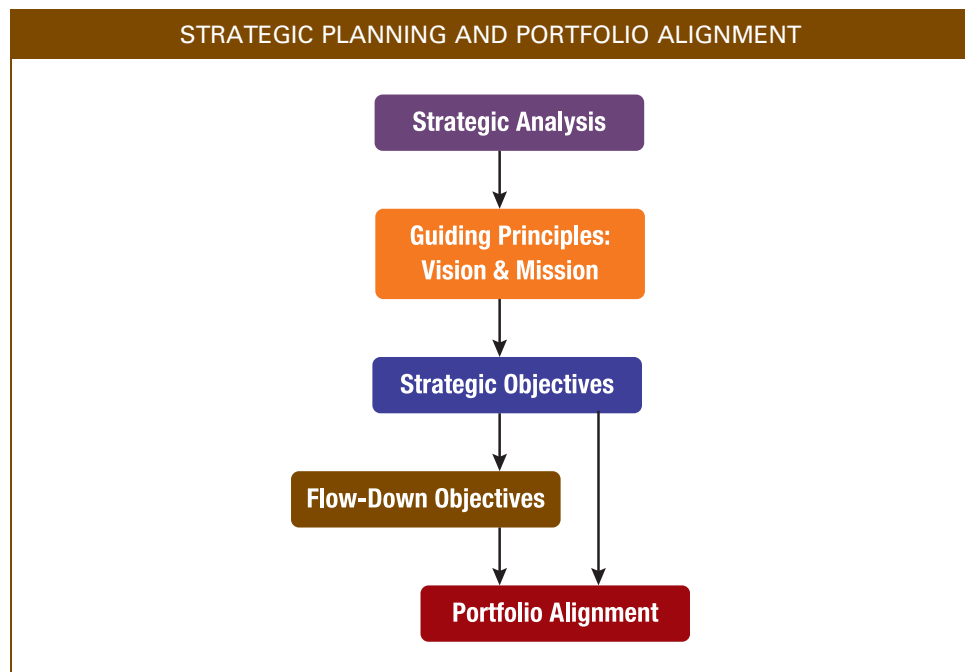 STRATEGIC PLANNING AND PORTFOLIO ALIGNMENT
Strategic Analysis
Guiding Principles:
Vision & Mission
Strategic Objectives
Flow-Down Objectives
Portfolio Alignment